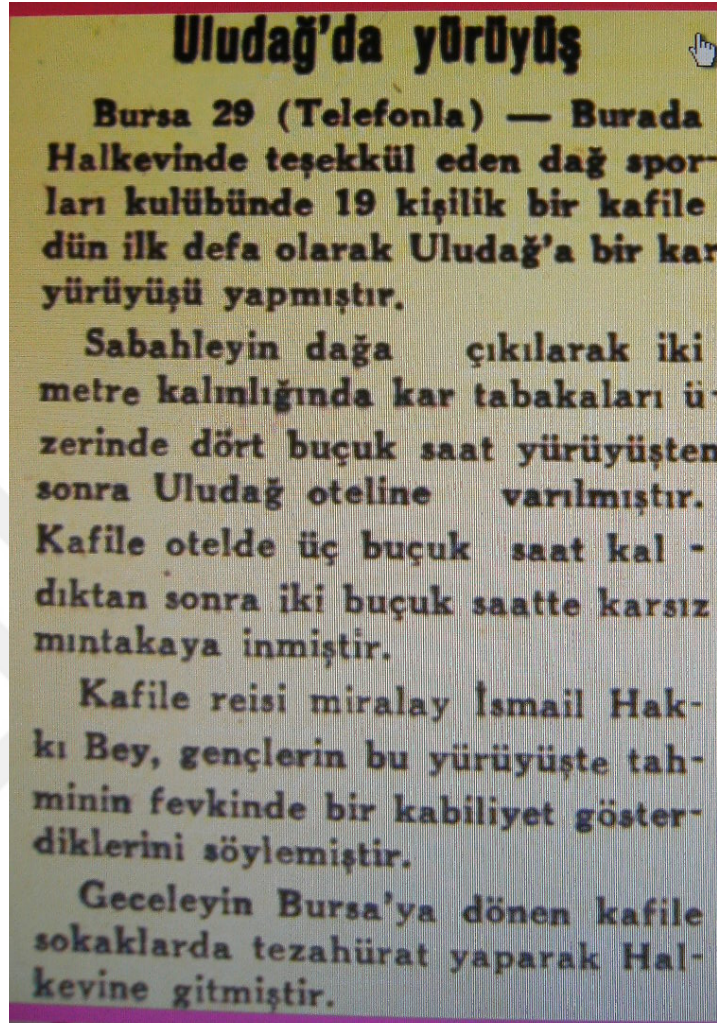 Uludağ'da yürüyüş
Bursa 29 (Telefonla) — Burada
Halkevinde teşekkül eden dağ spor-
ları kulübünde 19 kişilik bir kafile
dün ilk defa olarak Uludağ'a bir kar
yürüyüşü yapmıştır.
Sabahleyin dağa çıkılarak iki
metre kalınlığında kar tabakaları ü-
zerinde dört buçuk saat yürüyüşten
sonra Uludağ oteline varılmıştır.
Kafile otelde üç buçuk saat kal -
dıktan sonra iki buçuk saatte karsız
mıntakaya inmiştir.
Kafile reisi miralay İsmail Hak-
kı Bey, gençlerin bu yürüyüşte tah-
minin fevkinde bir kabiliyet göster-
diklerini söylemiştir.
Geceleyin Bursa'ya dönen kafile
sokaklarda tezahürat yaparak Hal-
kevine gitmiştir.